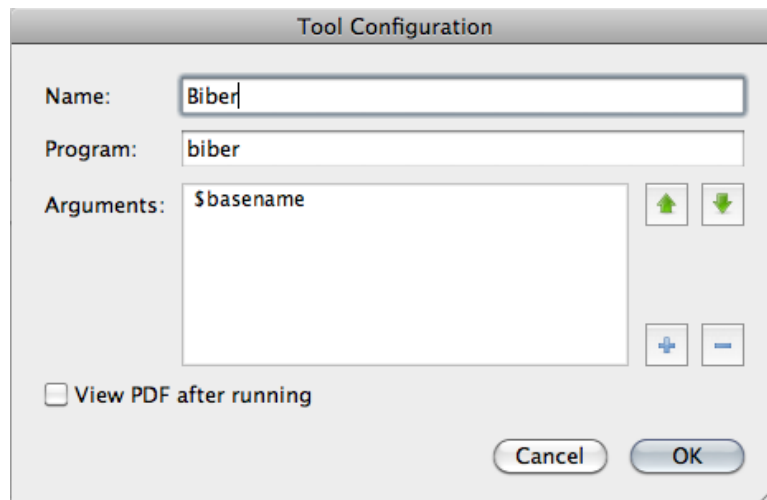 Tool Configuration
Name: Biber
Program: biber
Arguments: $basename
View PDF after running
Cancel OK